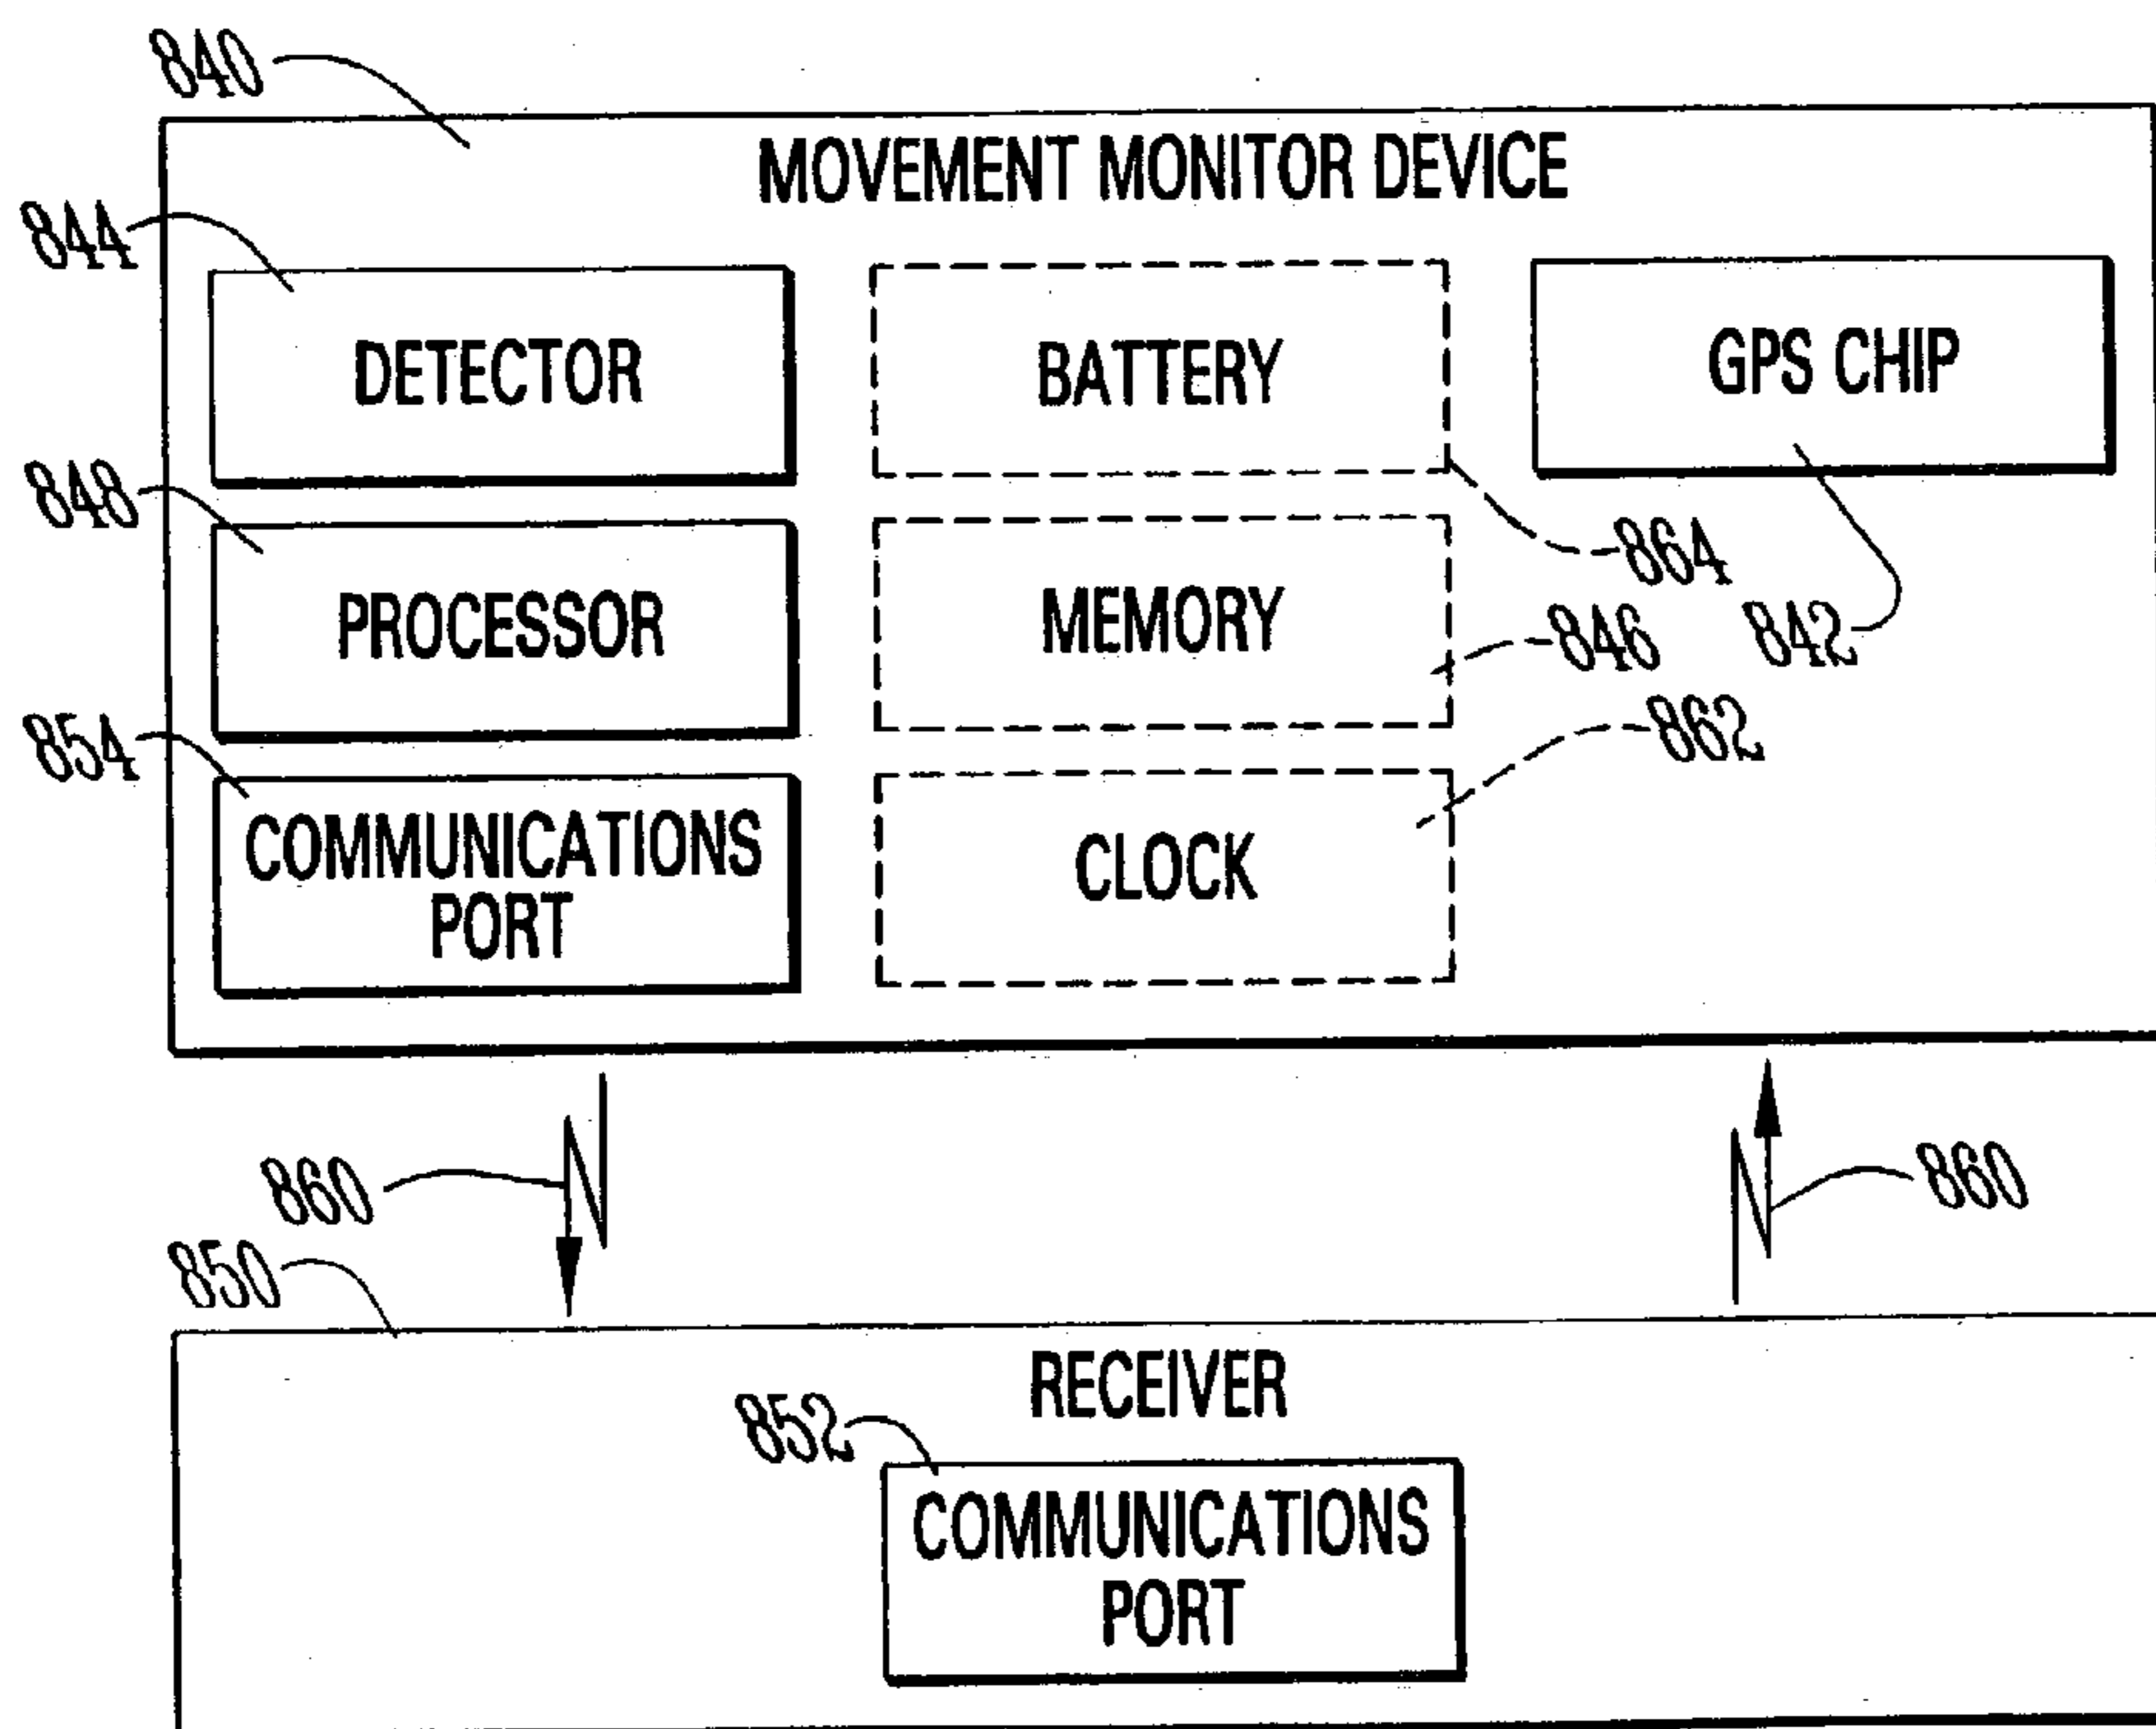 840
MOVEMENT MONITOR DEVICE
844
DETECTOR
BATTERY
GPS CHIP
848
864
PROCESSOR
MEMORY
846
842
854
862
COMMUNICATIONS
PORT
CLOCK
860
860
850
RECEIVER
852
COMMUNICATIONS
PORT